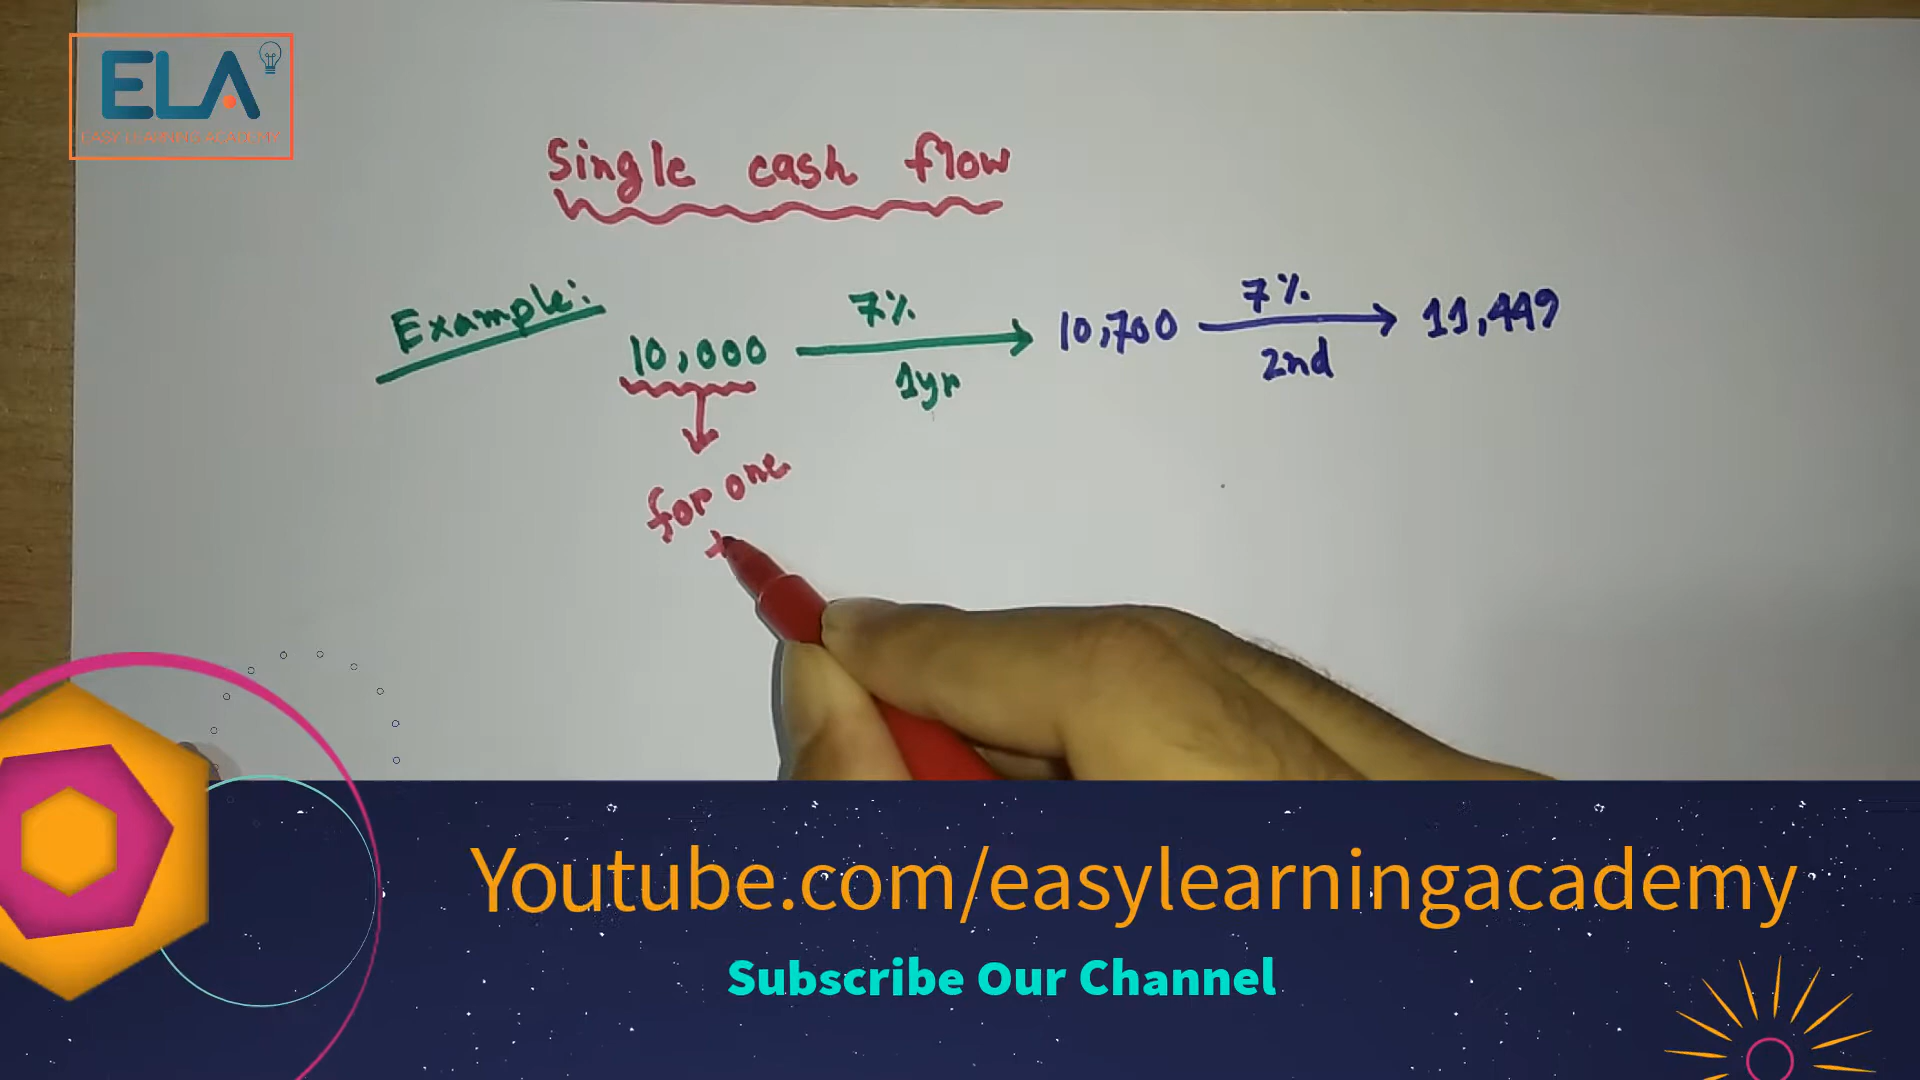 ELA
EASY LEARNING ACADEMY
Single cash flow
Example:
10,000
7%
1yr
10,700
7%
2nd
11,449
for one
Youtube.com/easylearningacademy
Subscribe Our Channel